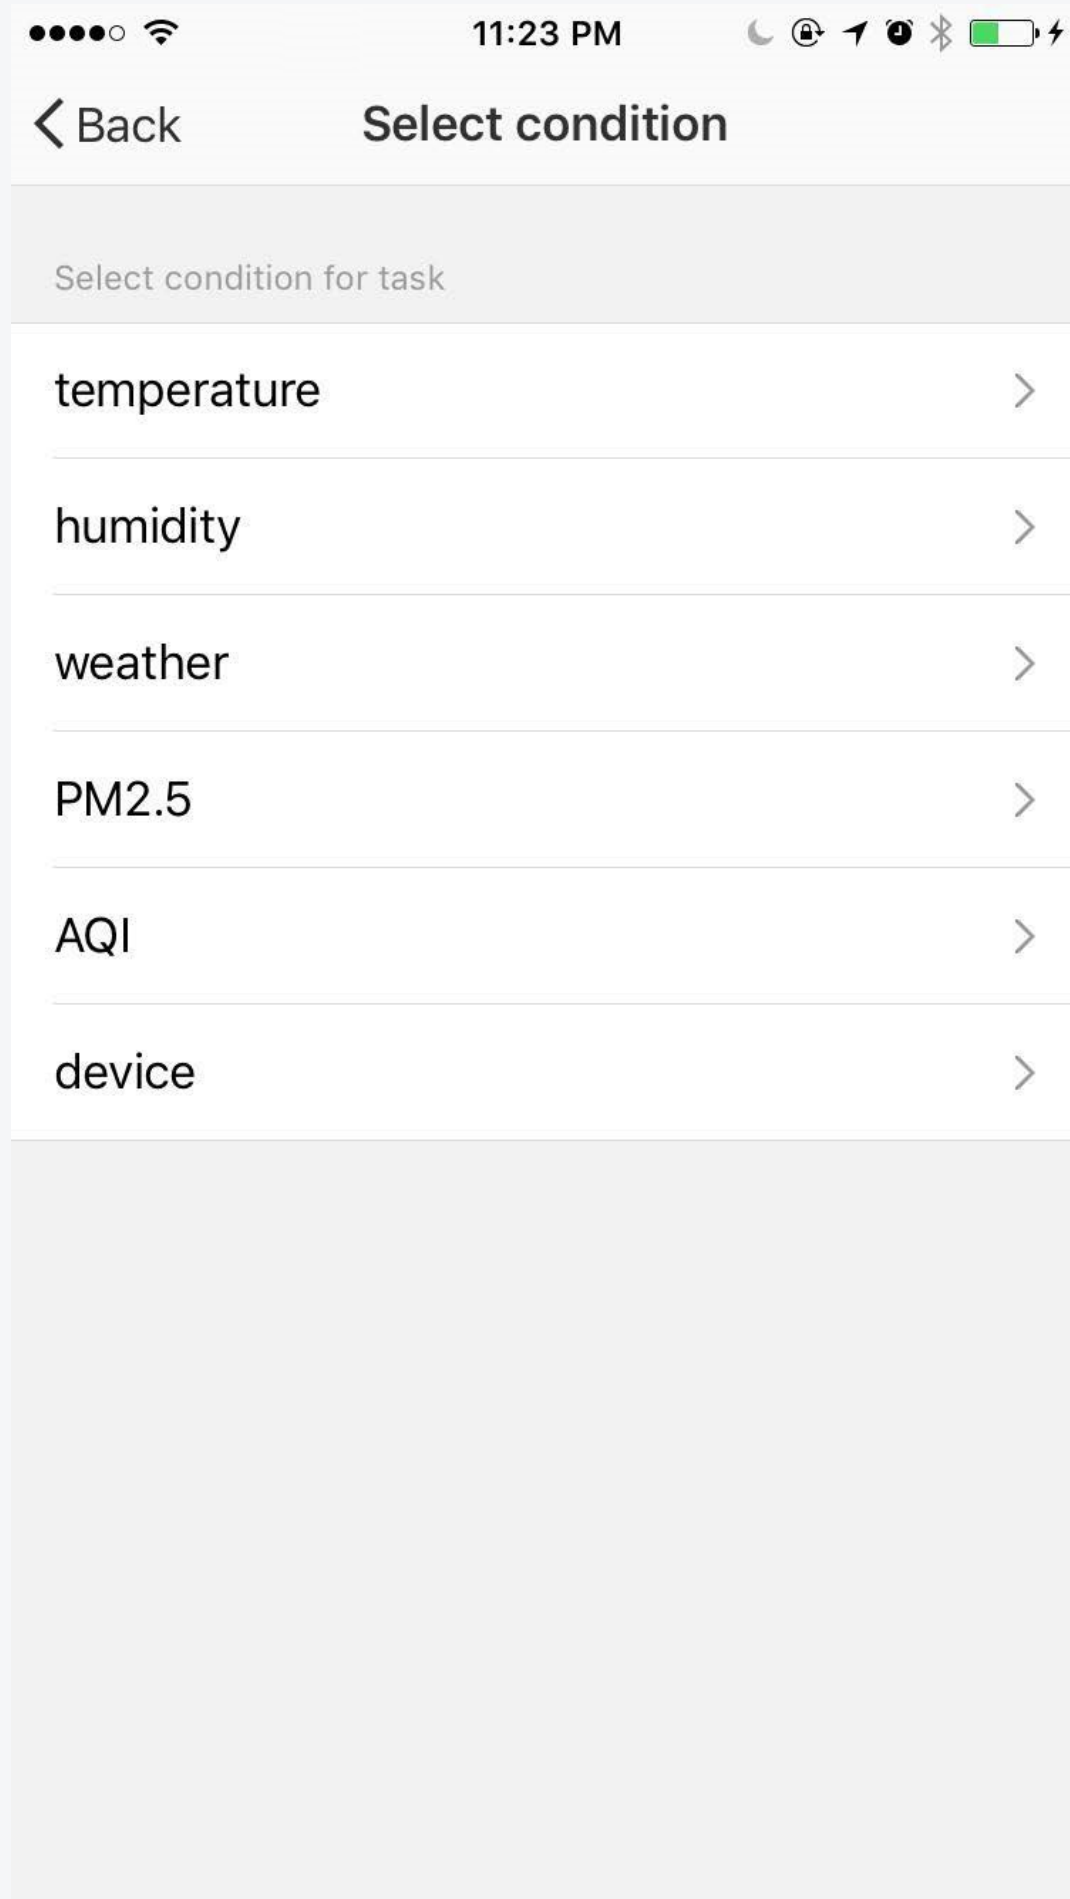 11:23 PM
Back
Select condition
Select condition for task
temperature
humidity
weather
PM2.5
AQI
device